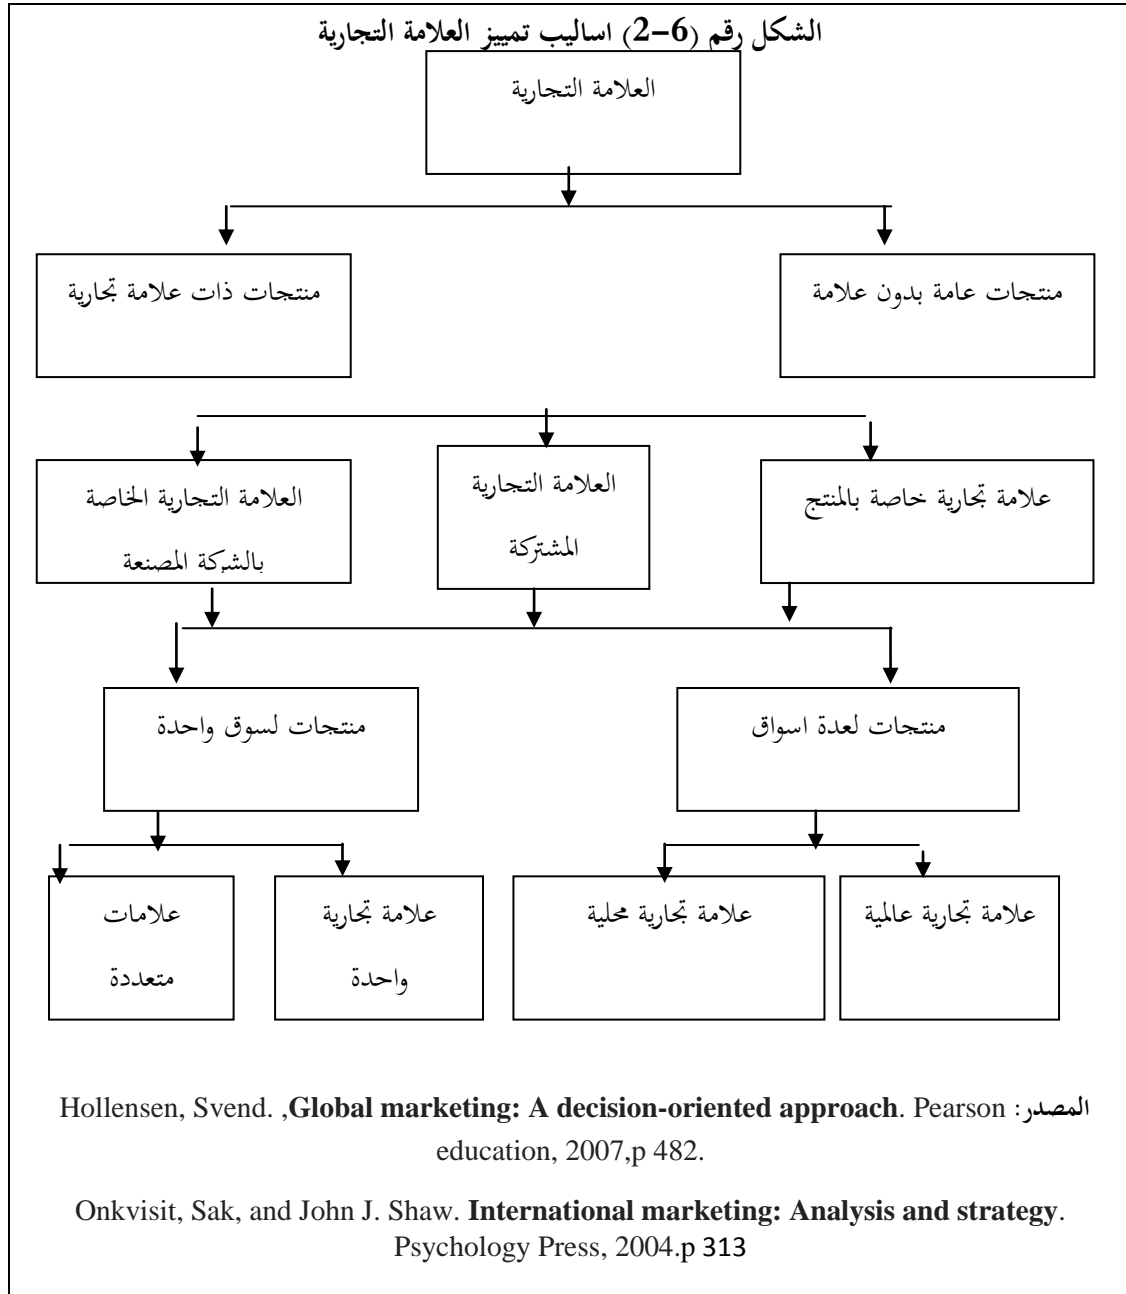 الشكل رقم (6-2) اساليب تمييز العلامة التجارية
العلامة التجارية
منتجات عامة بدون علامة
منتجات ذات علامة تجارية
علامة تجارية خاصة بالمنتج
العلامة التجارية
المشتركة
العلامة التجارية الخاصة
بالشركة المصنعة
منتجات لعدة اسواق
منتجات لسوق واحدة
علامة تجارية عالمية
علامة تجارية محلية
علامة تجارية
واحدة
علامات
متعددة
المصدر: Hollensen, Svend. ,Global marketing: A decision-oriented approach. Pearson
education, 2007,p 482.
Onkvisit, Sak, and John J. Shaw. International marketing: Analysis and strategy.
Psychology Press, 2004.p 313